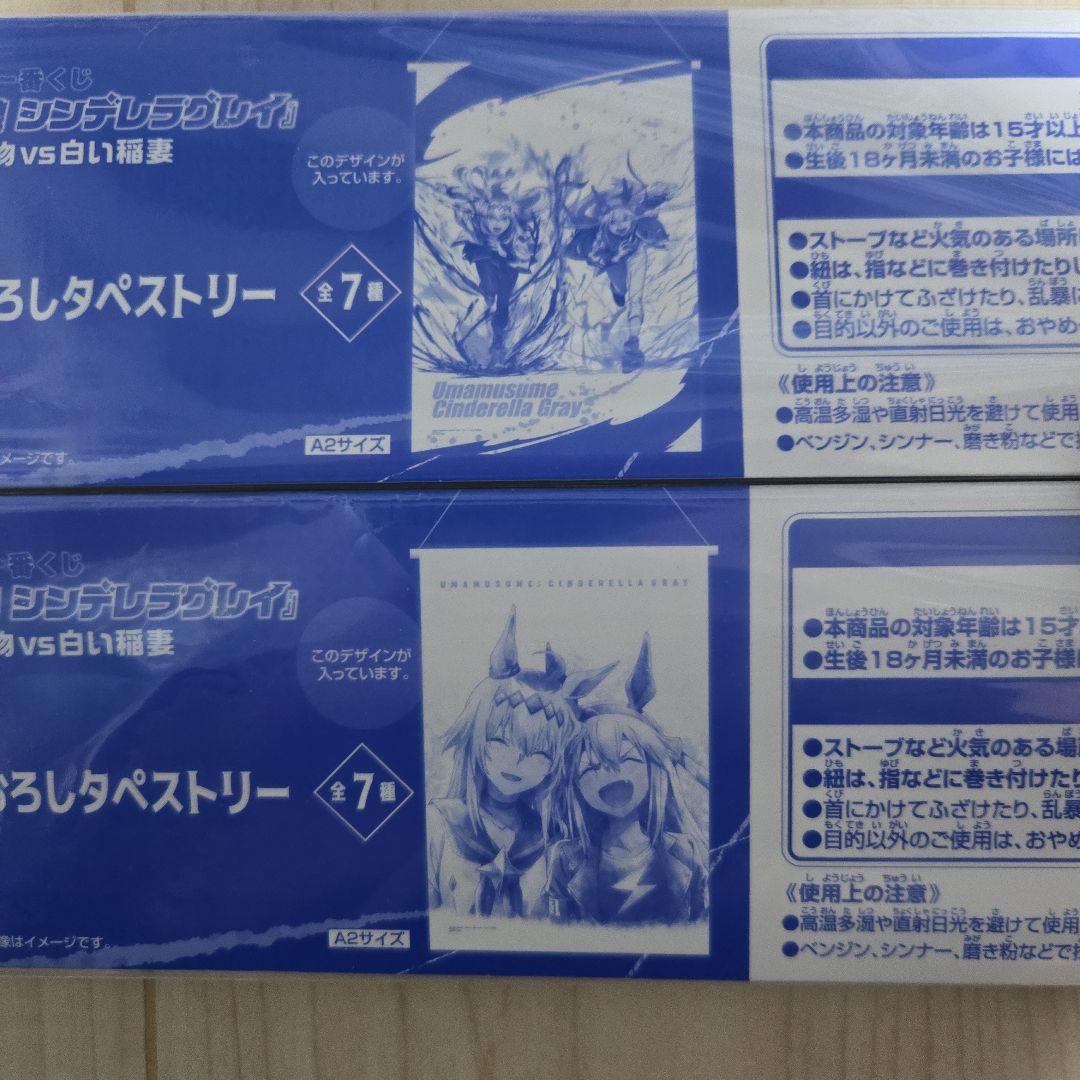 一番くじ
シンデレラグレイ』
物vs白い稲妻
このデザインが
入っています。
ろしタペストリー
全7種
Umamusume
Cinderella Gray
A2サイズ
メージです。
●本商品の対象年齢は15才以上
●生後18ヶ月未満のお子様には
●ストーブなど火気のある場所
●紐は、指などに巻き付けたりし
●首にかけてふざけたり、乱暴に
●目的以外のご使用は、おやめ
《使用上の注意》
●高温多湿や直射日光を避けて使用
●ベンジン、シンナー、磨き粉などで
一番くじ
シンデレラグレイ』
物vs白い稲妻
このデザインが
入っています。
おろしタペストリー
全7種
UMAMUSUME: CINDERELLA GRAY
A2サイズ
像はイメージです。
●本商品の対象年齢は15才
●生後18ヶ月未満のお子様に
●ストーブなど火気のある場
●紐は、指などに巻き付けたり
●首にかけてふざけたり、乱暴
●目的以外のご使用は、おやめ
《使用上の注意》
●高温多湿や直射日光を避けて使用
●ベンジン、シンナー、磨き粉などで